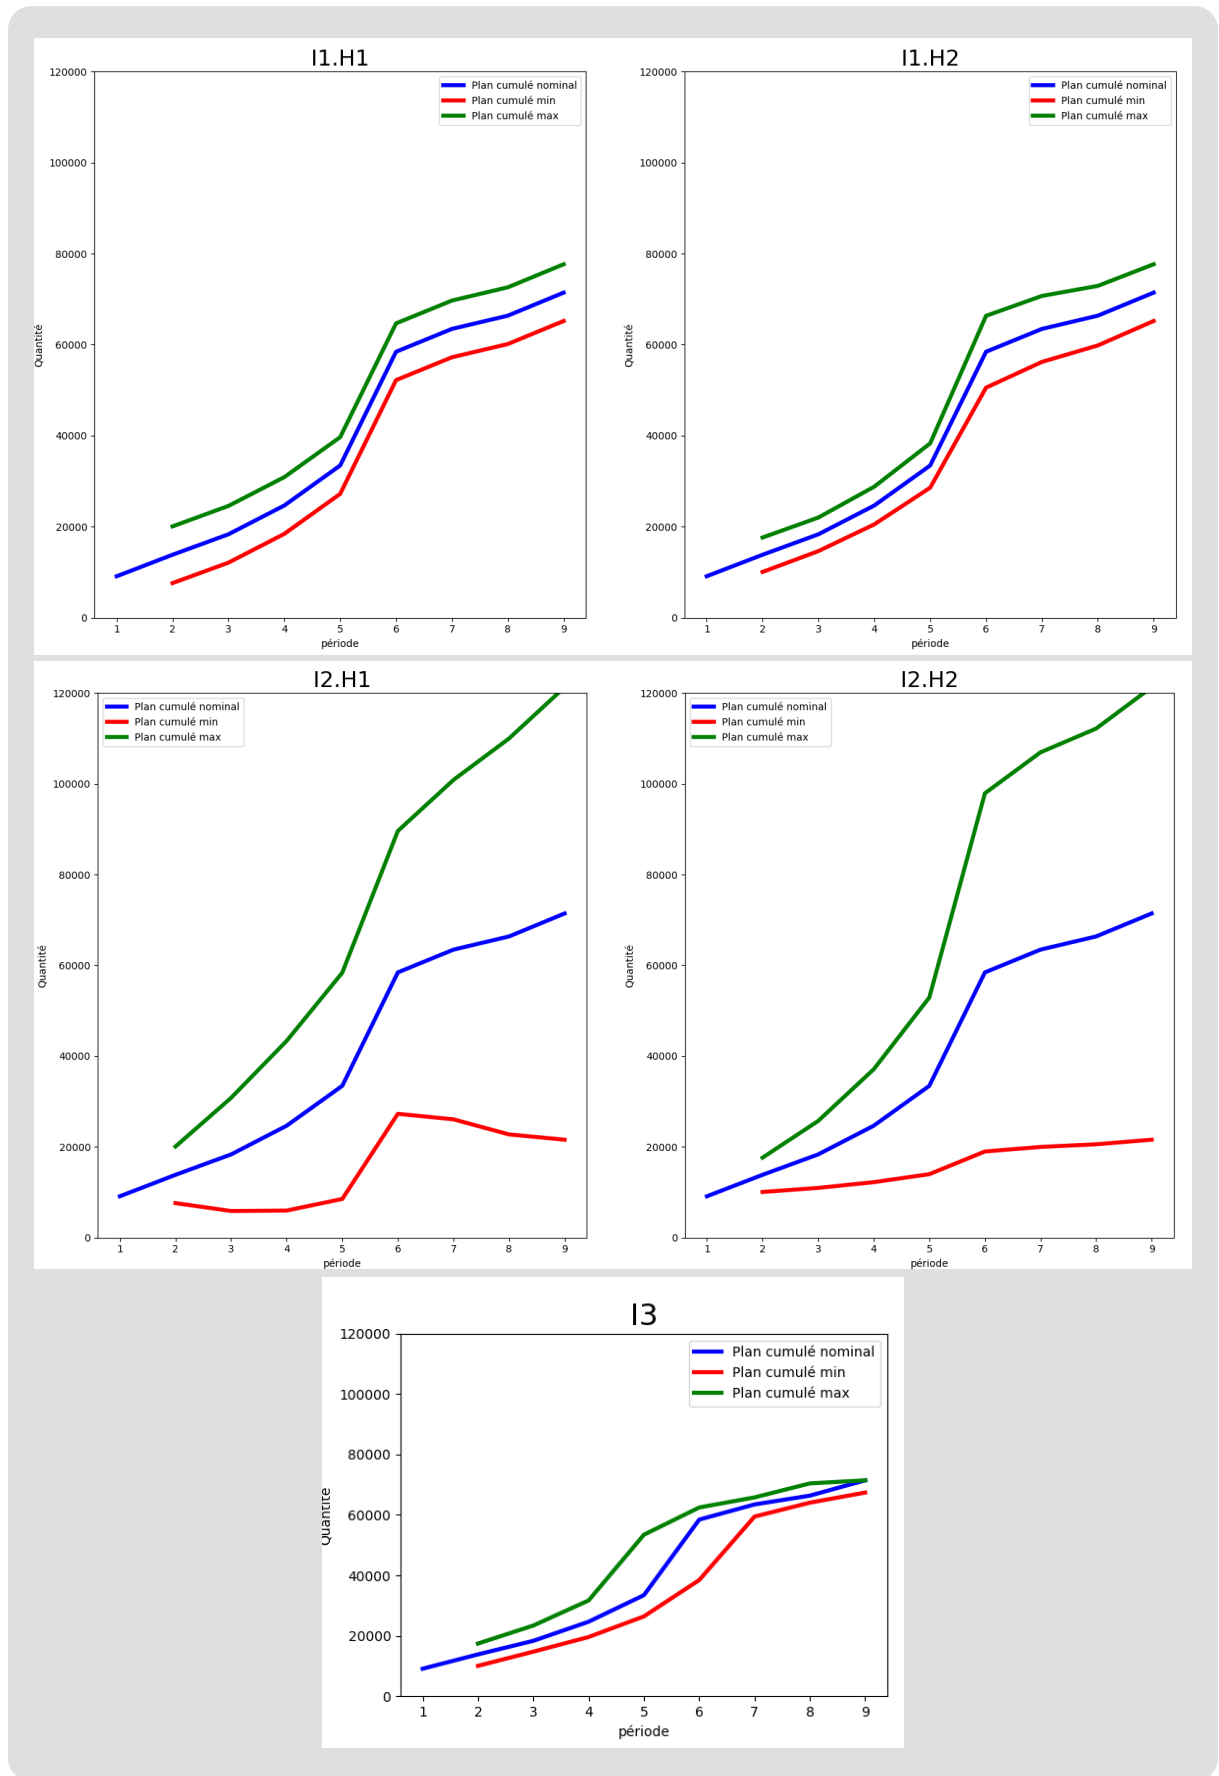 I1.H1
Plan cumulé nominal
Plan cumulé min
Plan cumulé max
120000
100000
80000
60000
40000
20000
0
Quantité
1 2 3 4 5 6 7 8 9
période
I1.H2
Plan cumulé nominal
Plan cumulé min
Plan cumulé max
120000
100000
80000
60000
40000
20000
0
Quantité
1 2 3 4 5 6 7 8 9
période
I2.H1
Plan cumulé nominal
Plan cumulé min
Plan cumulé max
120000
100000
80000
60000
40000
20000
0
Quantité
1 2 3 4 5 6 7 8 9
période
I2.H2
Plan cumulé nominal
Plan cumulé min
Plan cumulé max
120000
100000
80000
60000
40000
20000
0
Quantité
1 2 3 4 5 6 7 8 9
période
I3
Plan cumulé nominal
Plan cumulé min
Plan cumulé max
120000
100000
80000
60000
40000
20000
0
Quantité
1 2 3 4 5 6 7 8 9
période